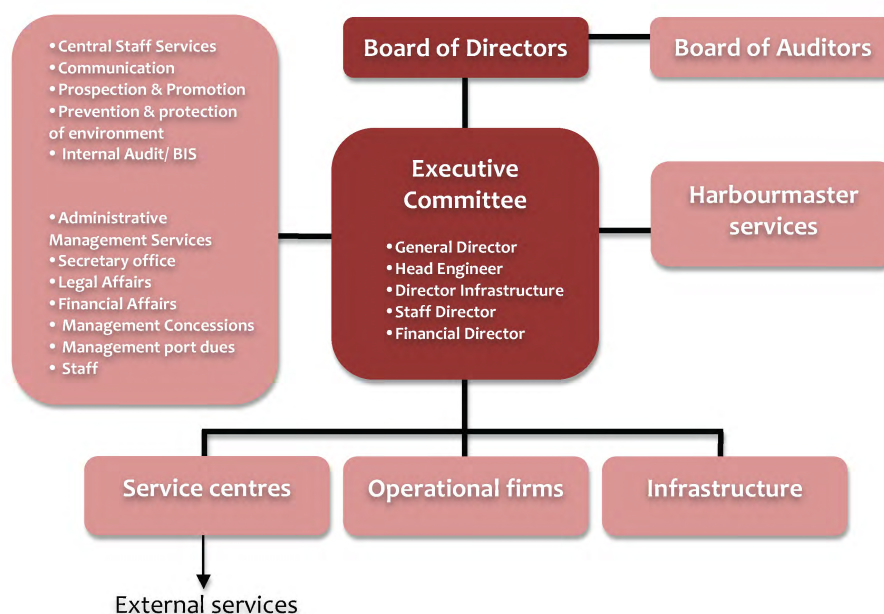 • Central Staff Services
• Communication
• Prospection & Promotion
• Prevention & protection
of environment
• Internal Audit/ BIS
• Administrative
Management Services
• Secretary office
• Legal Affairs
• Financial Affairs
• Management Concessions
• Management port dues
• Staff
Board of Directors
Board of Auditors
Executive
Committee
• General Director
• Head Engineer
• Director Infrastructure
• Staff Director
• Financial Director
Harbourmaster
services
Service centres
Operational firms
Infrastructure
External services